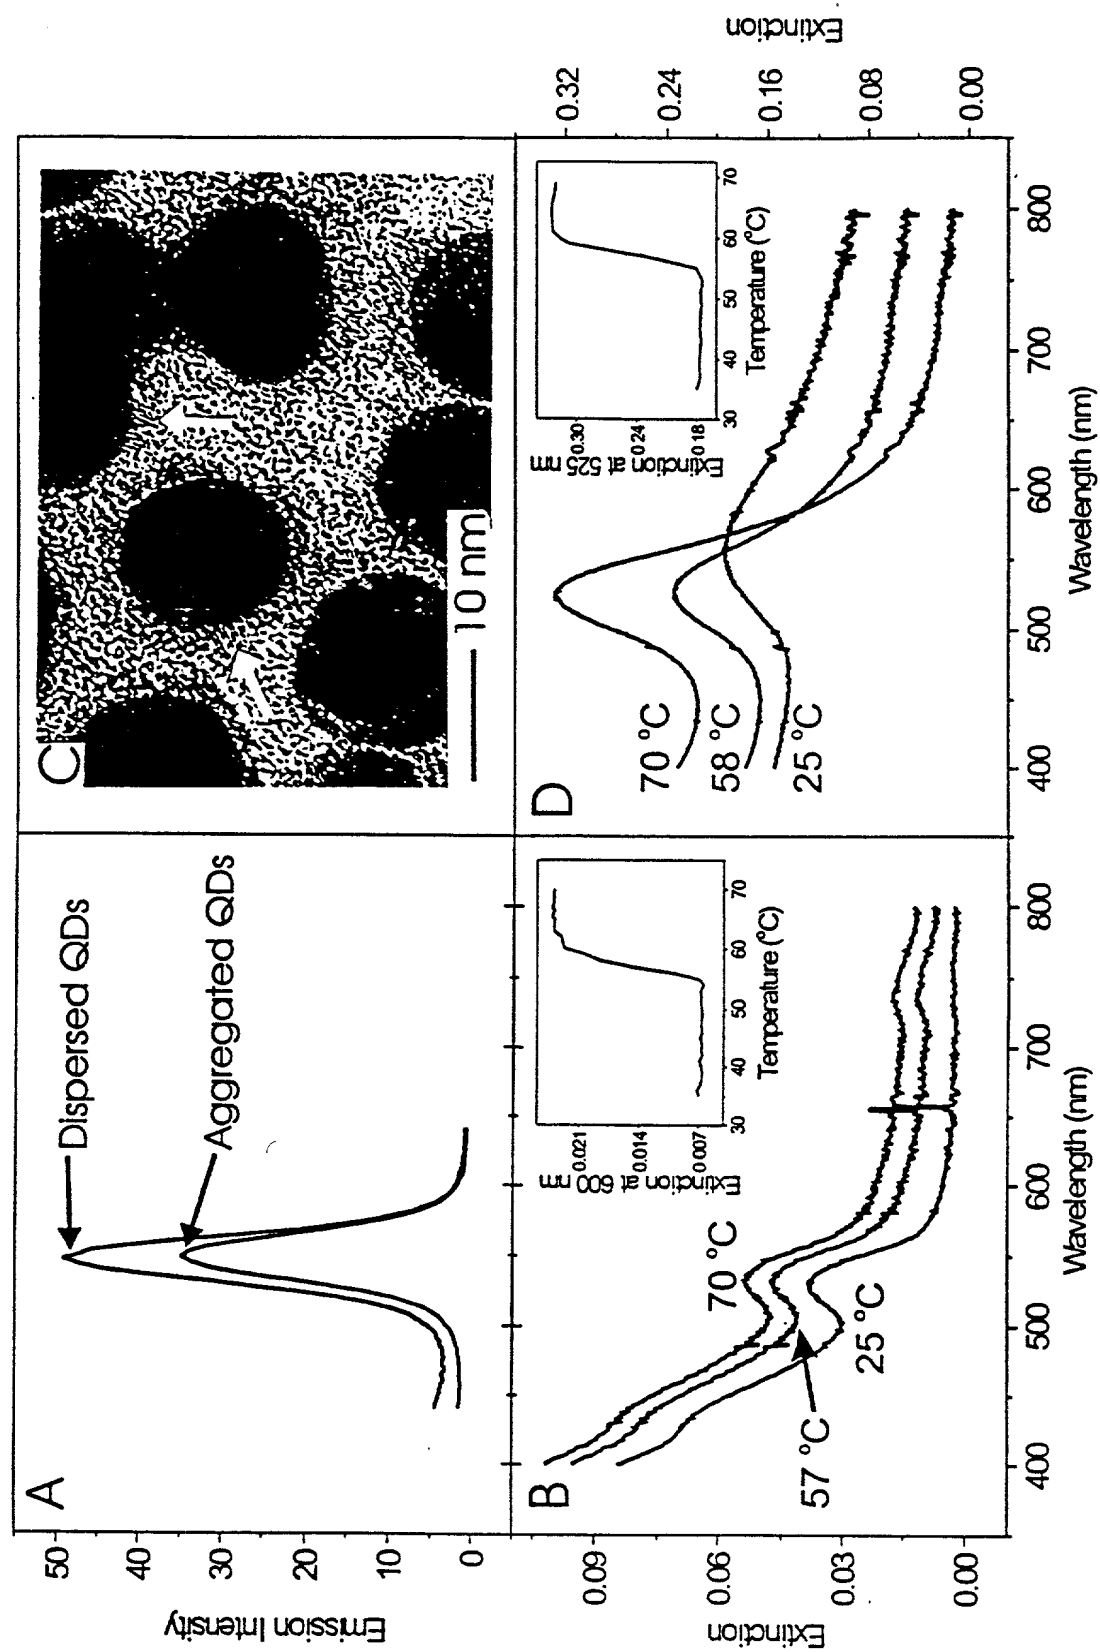 A
Dispersed QDs
Aggregated QDs
Emission Intensity
50
40
30
20
10
0
C
10 nm
B
Extinction
0.09
0.06
0.03
0.00
70 °C
57 °C
25 °C
400
500
600
700
800
Wavelength (nm)
Extinction at 600 nm
0.021
0.014
0.007
30
40
50
60
70
Temperature (°C)
D
70 °C
58 °C
25 °C
400
500
600
700
800
Wavelength (nm)
Extinction
0.32
0.24
0.16
0.08
0.00
Extinction at 525 nm
0.30
0.24
0.18
30
40
50
60
70
Temperature (°C)